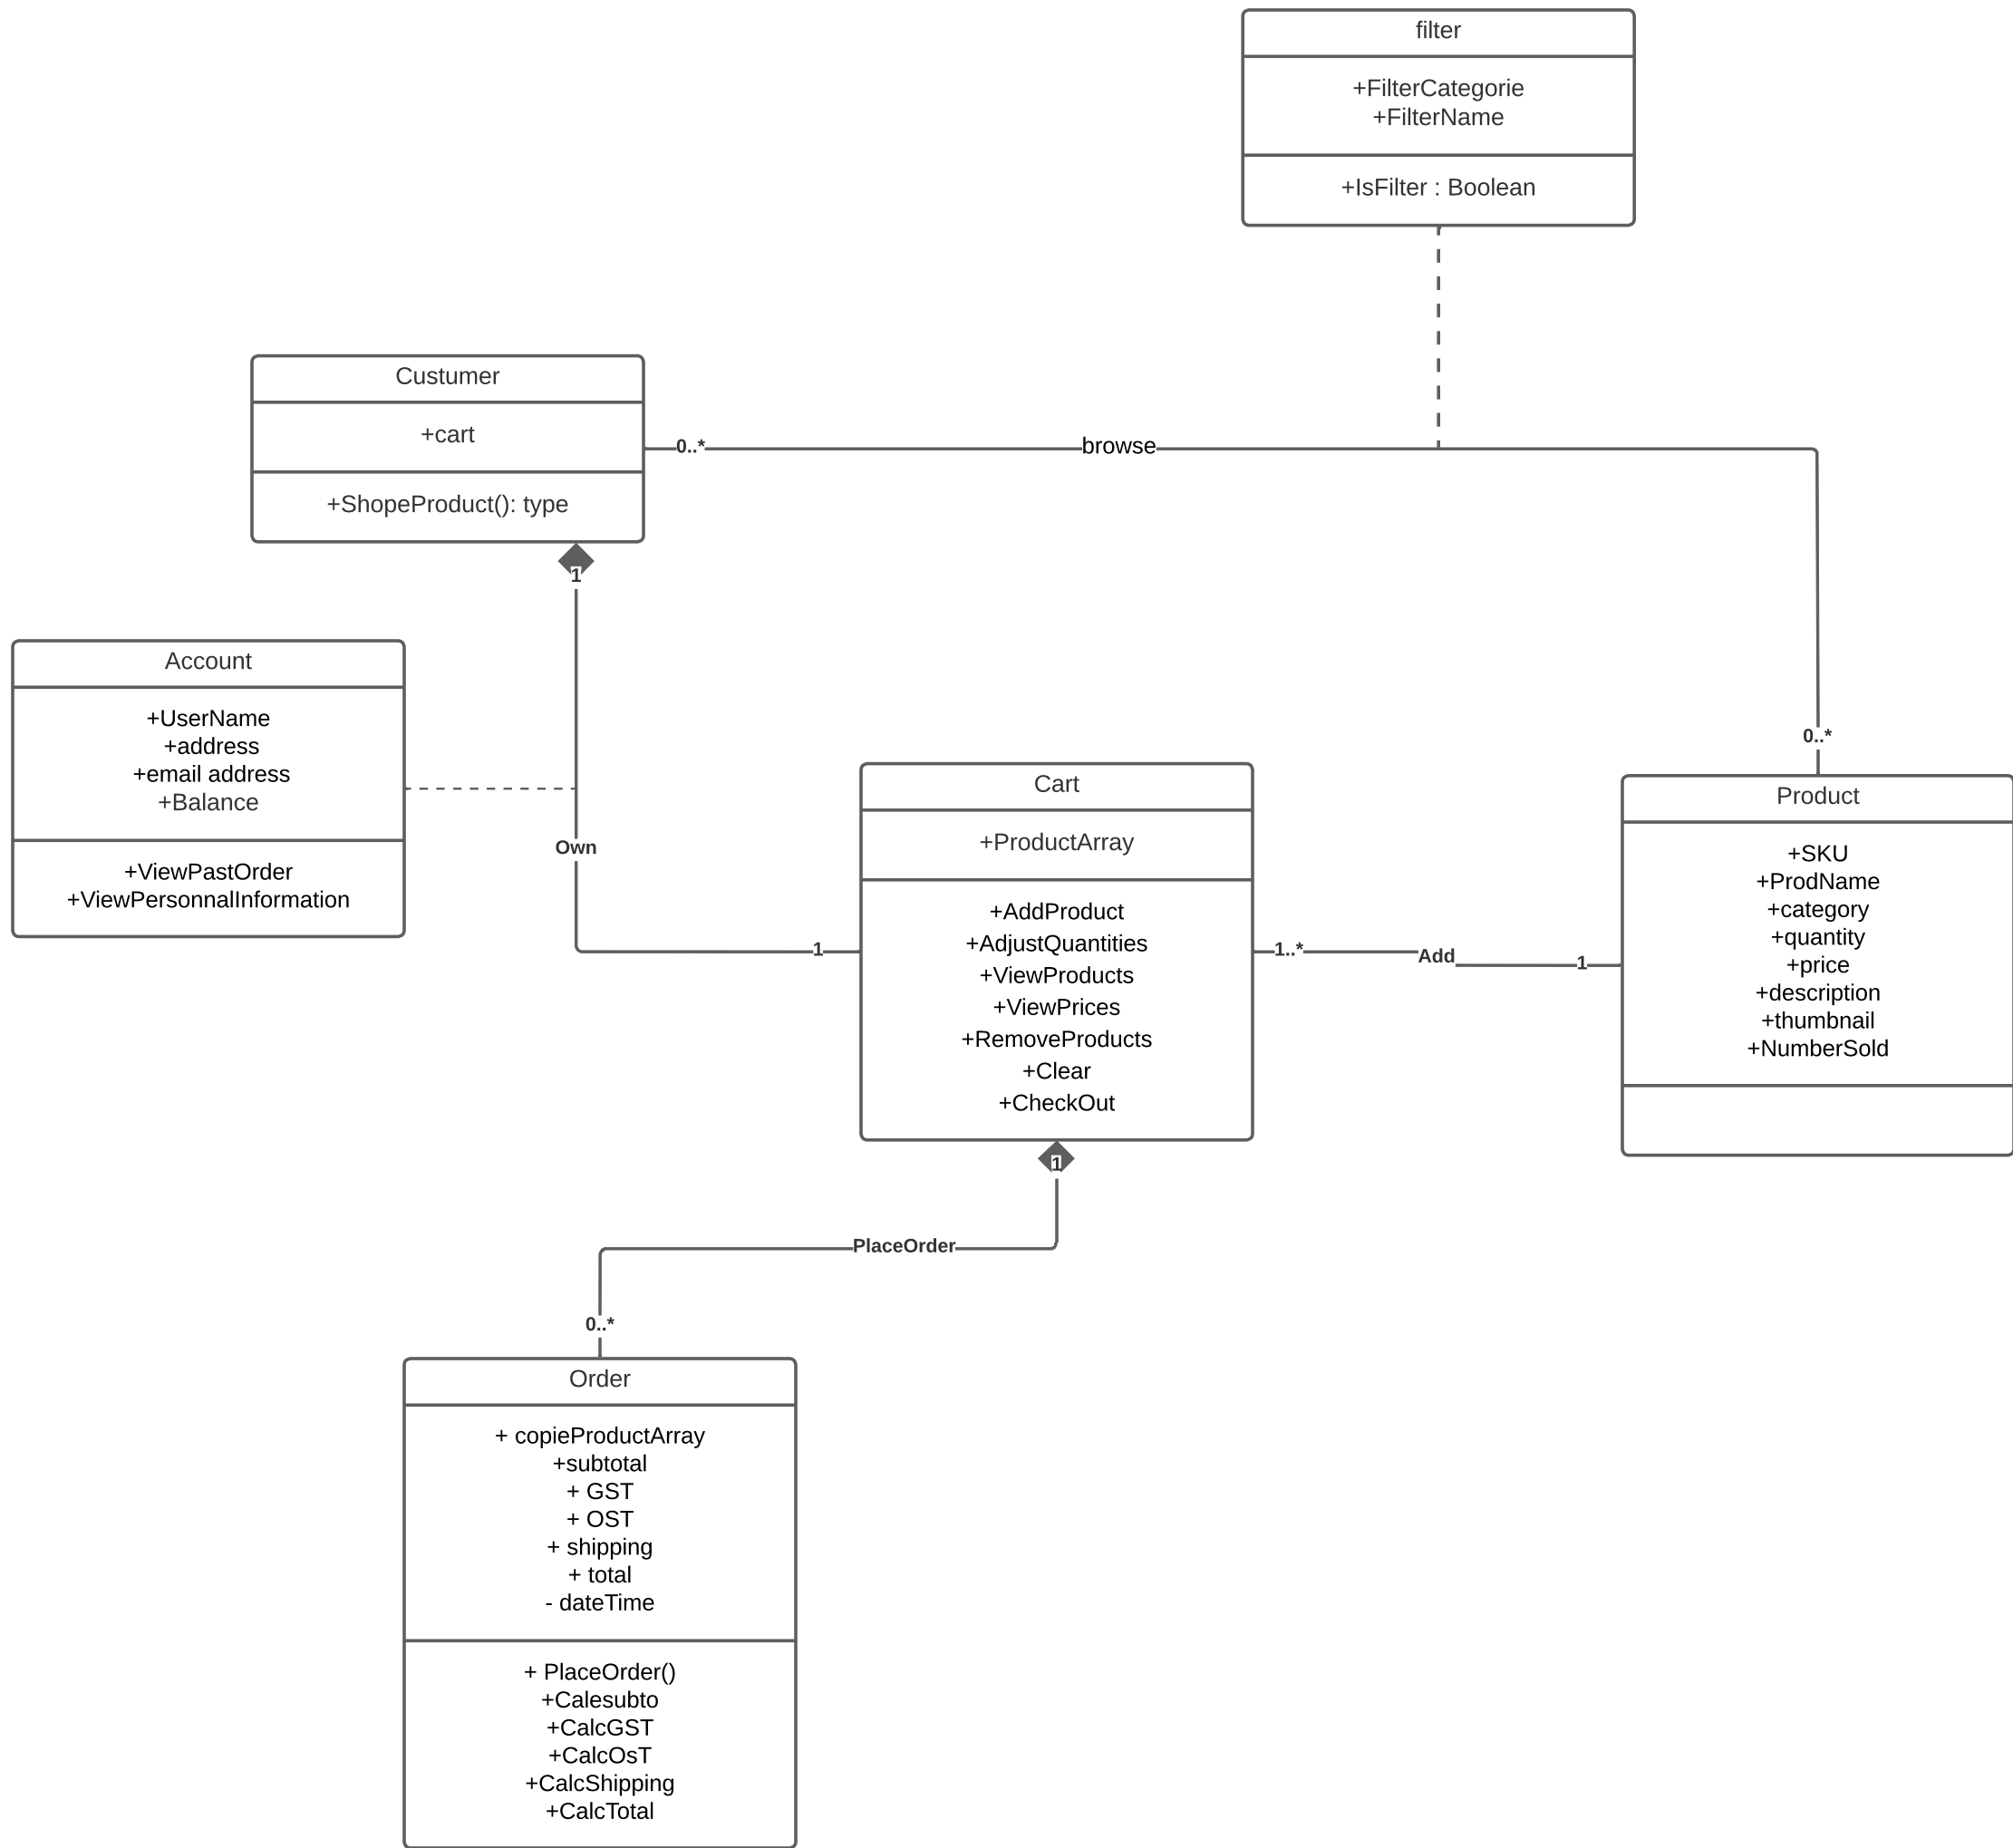 filter
+FilterCategorie
+FilterName
+IsFilter : Boolean
Custumer
+cart
+ShopeProduct(): type
0..*
browse
1
Account
+UserName
+address
+email address
+Balance
+ViewPastOrder
+ViewPersonnalInformation
Own
1
0..*
Cart
+ProductArray
+AddProduct
+AdjustQuantities
+ViewProducts
+ViewPrices
+RemoveProducts
+Clear
+CheckOut
1..*
Add
1
Product
+SKU
+ProdName
+category
+quantity
+price
+description
+thumbnail
+NumberSold
1
PlaceOrder
0..*
Order
+ copieProductArray
+subtotal
+ GST
+ OST
+ shipping
+ total
- dateTime
+ PlaceOrder()
+Calesubto
+CalcGST
+CalcOsT
+CalcShipping
+CalcTotal